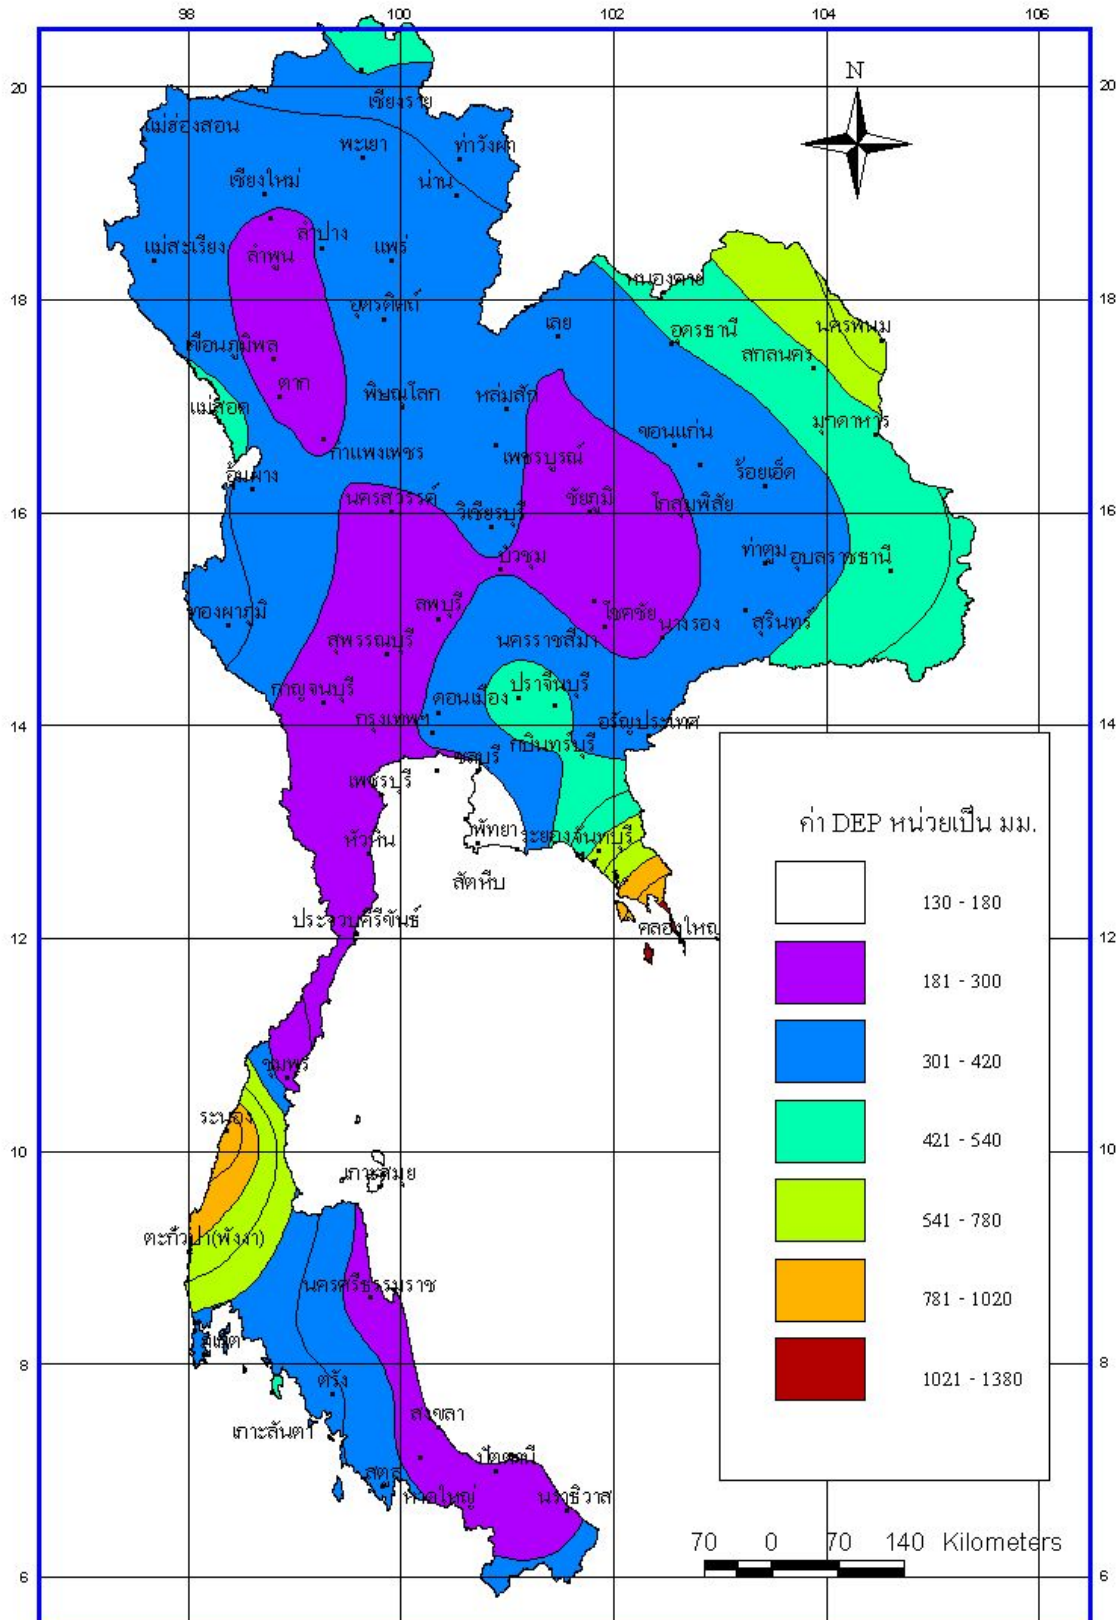 98 100 102 104 106
N
20 20
เชียงราย
แม่ฮ่องสอน
พะเยา
ท่าวังผา
เชียงใหม่
น่าน
ลำปาง
แม่สะเรียง
แพร่
ลำพูน
หนองคาย
18 18
อุตรดิตถ์
เลย
อุดรธานี
นครพนม
เขื่อนภูมิพล
สกลนคร
ตาก
พิษณุโลก
หล่มสัก
แม่สอด
มุกดาหาร
ขอนแก่น
กำแพงเพชร
เพชรบูรณ์
ร้อยเอ็ด
อุ้มผาง
นครสวรรค์
ชัยภูมิ
โกสุมพิสัย
วิเชียรบุรี
16 16
บัวชุม
ท่าตูม
อุบลราชธานี
ทองผาภูมิ
ลพบุรี
โชคชัย
นางรอง
สุรินทร์
สุพรรณบุรี
นครราชสีมา
กาญจนบุรี
ดอนเมือง
ปราจีนบุรี
กรุงเทพฯ
อรัญประเทศ
14 14
กบินทร์บุรี
ชลบุรี
เพชรบุรี
พัทยา
ระยอง
จันทบุรี
หัวหิน
สัตหีบ
ประจวบคีรีขันธ์
คลองใหญ่
12 12
ชุมพร
ระนอง
10 10
เกาะสมุย
ตะกั่วป่า(พังงา)
นครศรีธรรมราช
ภูเก็ต
8 8
ตรัง
สงขลา
เกาะลันตา
ปัตตานี
สตูล
หาดใหญ่
นราธิวาส
6 6
ค่า DEP หน่วยเป็น มม.
130 - 180
181 - 300
301 - 420
421 - 540
541 - 780
781 - 1020
1021 - 1380
70 0 70 140 Kilometers